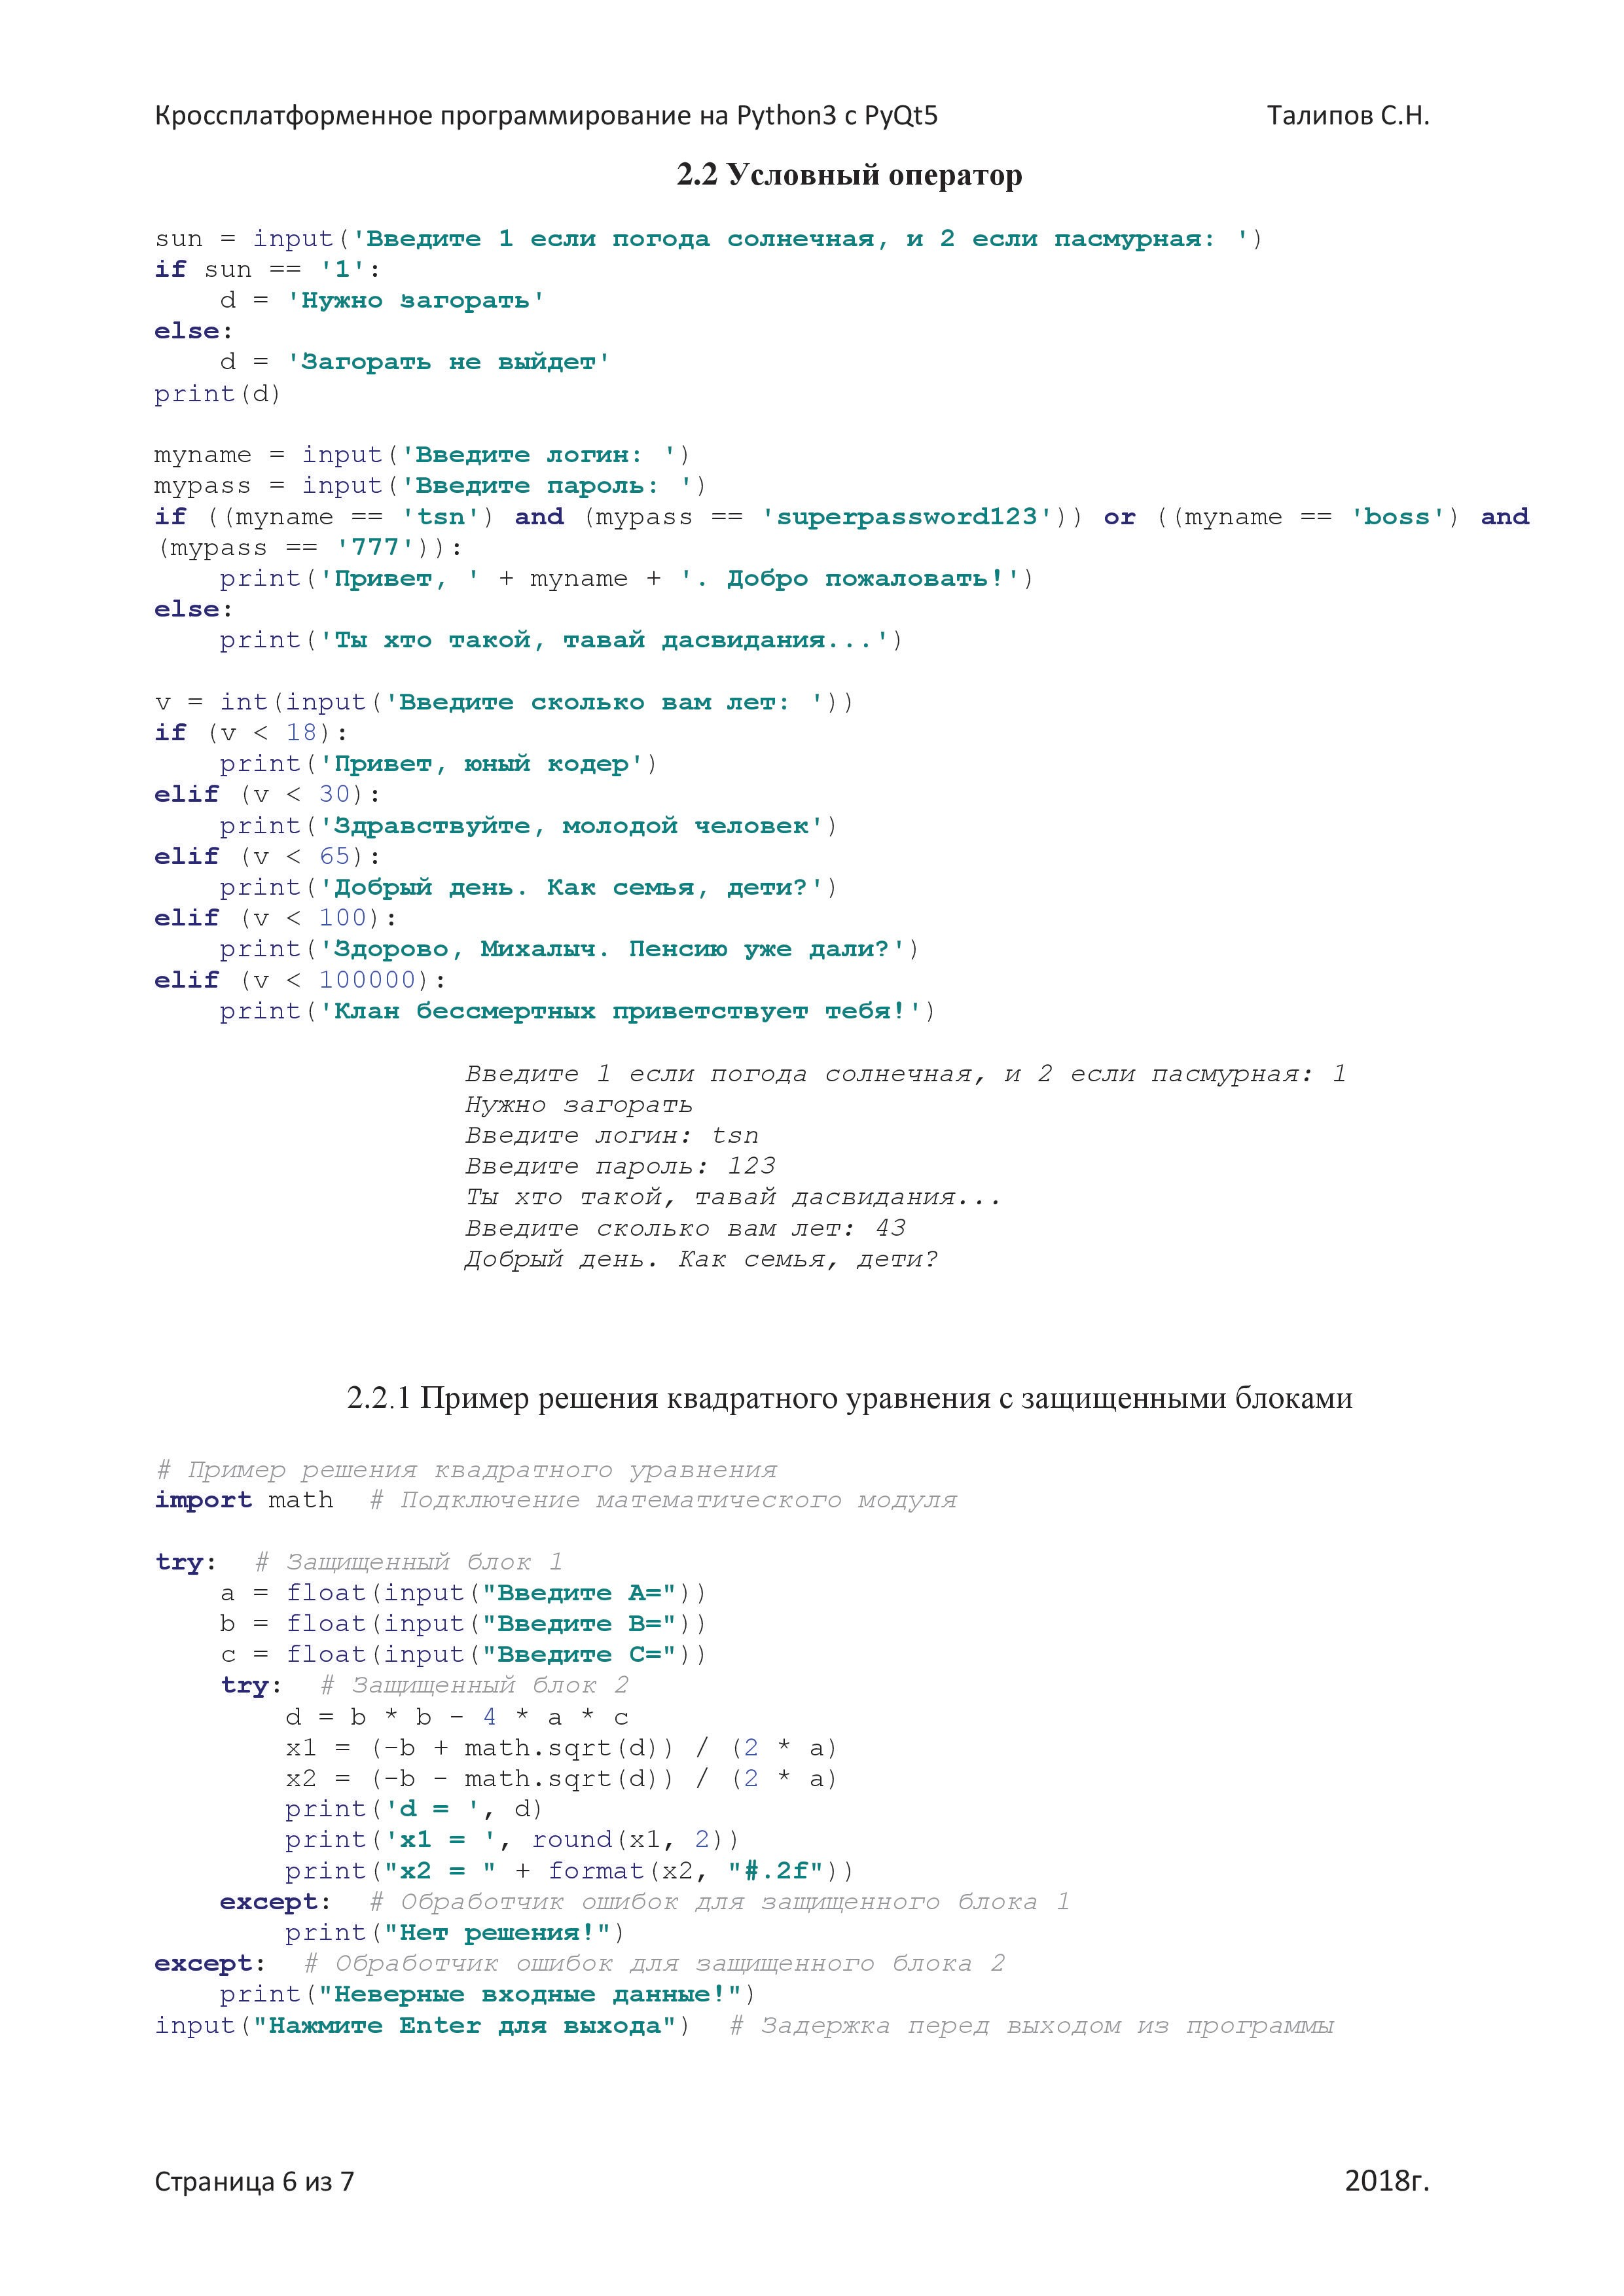 Кроссплатформенное программирование на Python3 с PyQt5 Талипов С.Н.
2.2 Условный оператор
sun = input('Введите 1 если погода солнечная, и 2 если пасмурная: ')
if sun == '1':
    d = 'Нужно загорать'
else:
    d = 'Загорать не выйдет'
print(d)
myname = input('Введите логин: ')
mypass = input('Введите пароль: ')
if ((myname == 'tsn') and (mypass == 'superpassword123')) or ((myname == 'boss') and
(mypass == '777')):
    print('Привет, ' + myname + '. Добро пожаловать!')
else:
    print('Ты хто такой, тавай дасвидания...')
v = int(input('Введите сколько вам лет: '))
if (v < 18):
    print('Привет, юный кодер')
elif (v < 30):
    print('Здравствуйте, молодой человек')
elif (v < 65):
    print('Добрый день. Как семья, дети?')
elif (v < 100):
    print('Здорово, Михалыч. Пенсию уже дали?')
elif (v < 100000):
    print('Клан бессмертных приветствует тебя!')
Введите 1 если погода солнечная, и 2 если пасмурная: 1
Нужно загорать
Введите логин: tsn
Введите пароль: 123
Ты хто такой, тавай дасвидания...
Введите сколько вам лет: 43
Добрый день. Как семья, дети?
2.2.1 Пример решения квадратного уравнения с защищенными блоками
# Пример решения квадратного уравнения
import math  # Подключение математического модуля
try:  # Защищенный блок 1
    a = float(input("Введите A="))
    b = float(input("Введите B="))
    c = float(input("Введите C="))
    try:  # Защищенный блок 2
        d = b * b - 4 * a * c
        x1 = (-b + math.sqrt(d)) / (2 * a)
        x2 = (-b - math.sqrt(d)) / (2 * a)
        print('d = ', d)
        print('x1 = ', round(x1, 2))
        print("x2 = " + format(x2, "#.2f"))
    except:  # Обработчик ошибок для защищенного блока 1
        print("Нет решения!")
except:  # Обработчик ошибок для защищенного блока 2
    print("Неверные входные данные!")
input("Нажмите Enter для выхода")  # Задержка перед выходом из программы
Страница 6 из 7 2018г.